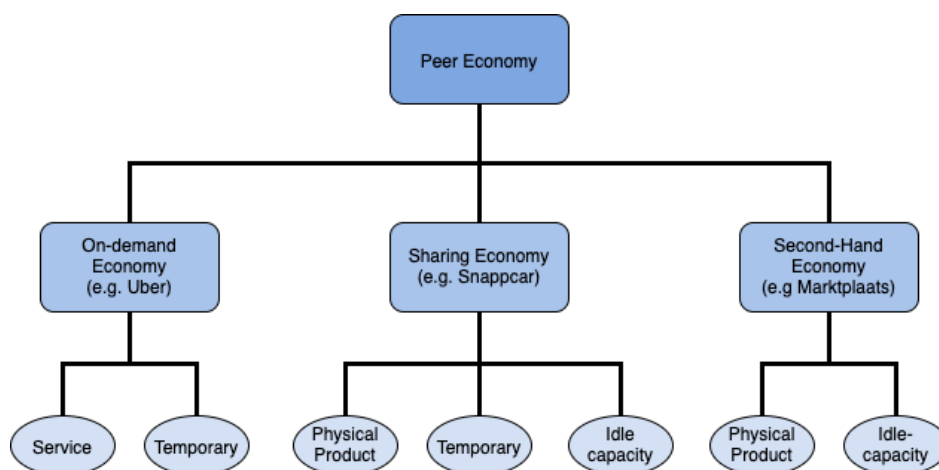 Peer Economy
On-demand
Economy
(e.g. Uber)
Sharing Economy
(e.g. Snappcar)
Second-Hand
Economy
(e.g Marktplaats)
Service
Temporary
Physical
Product
Temporary
Idle
capacity
Physical
Product
Idle-
capacity